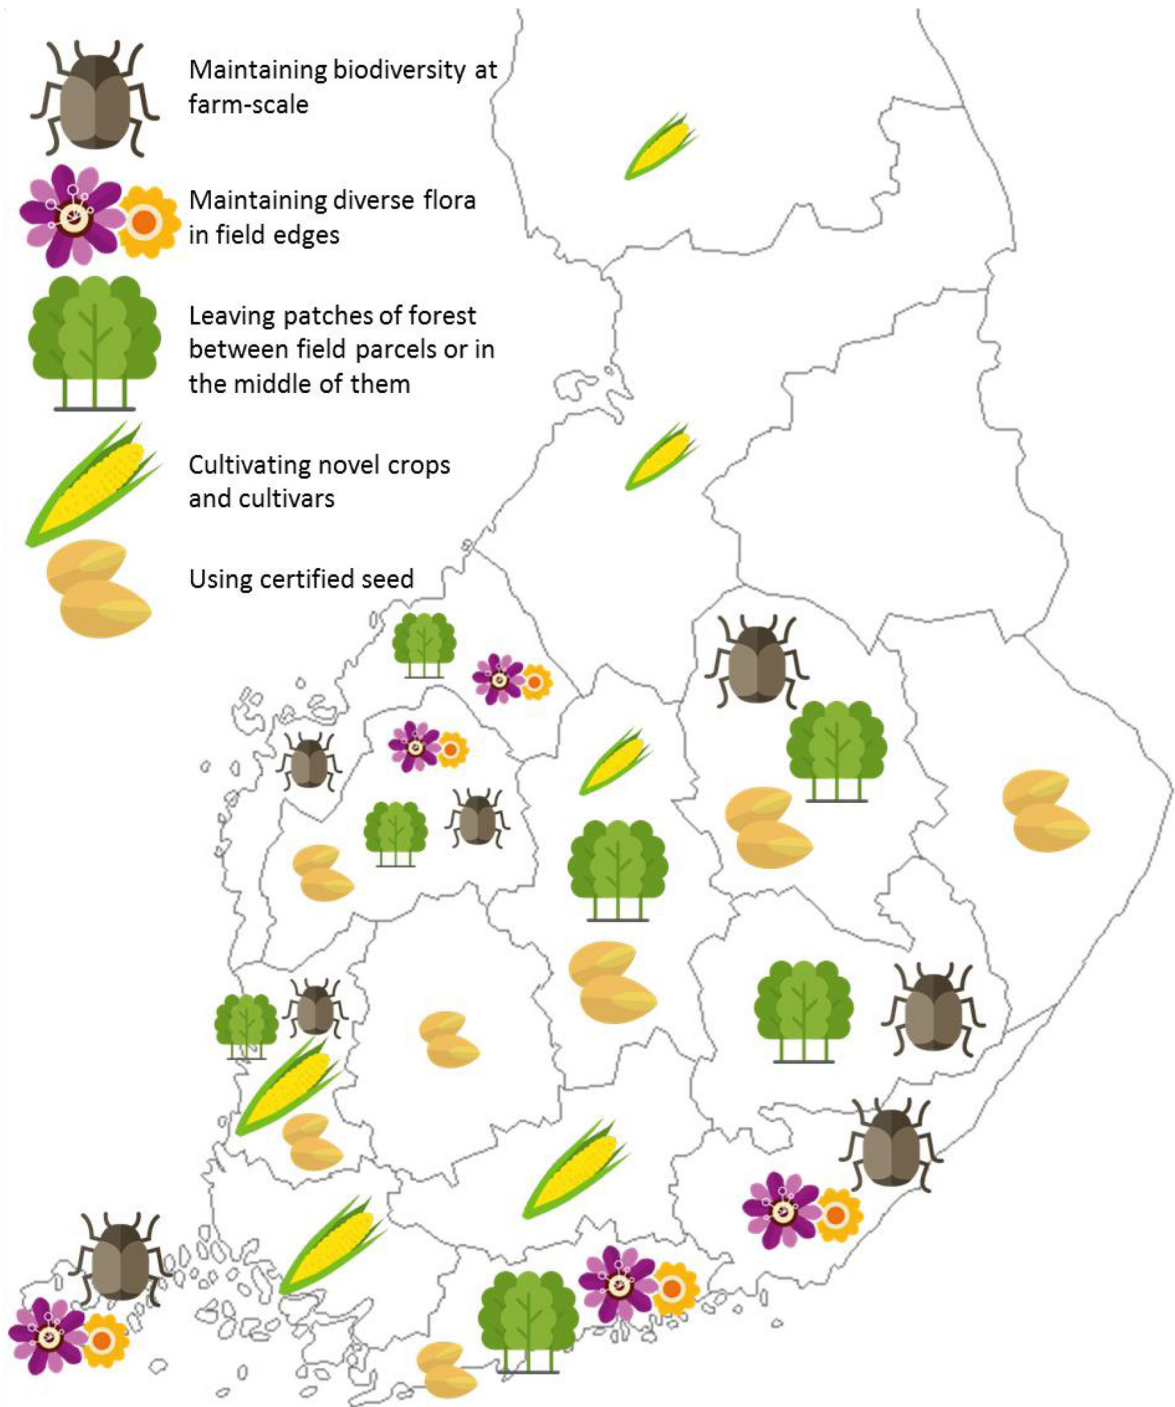 Maintaining biodiversity at
farm-scale
Maintaining diverse flora
in field edges
Leaving patches of forest
between field parcels or in
the middle of them
Cultivating novel crops
and cultivars
Using certified seed